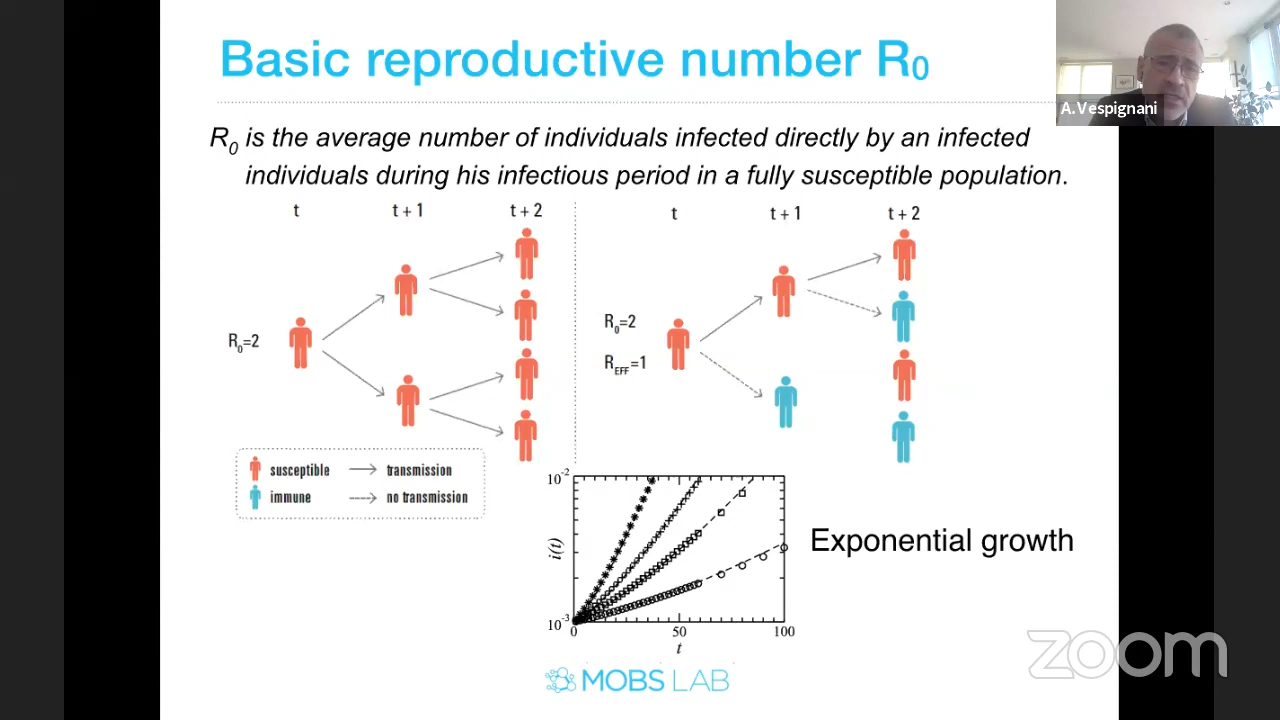 Basic reproductive number R0
A.Vespignani
R0 is the average number of individuals infected directly by an infected
individuals during his infectious period in a fully susceptible population.
t
t + 1
t + 2
t
t + 1
t + 2
R0=2
R0=2
REFF=1
susceptible
transmission
immune
no transmission
10-2
i(t)
10-3
0
50
100
t
Exponential growth
MOBS LAB
zoom